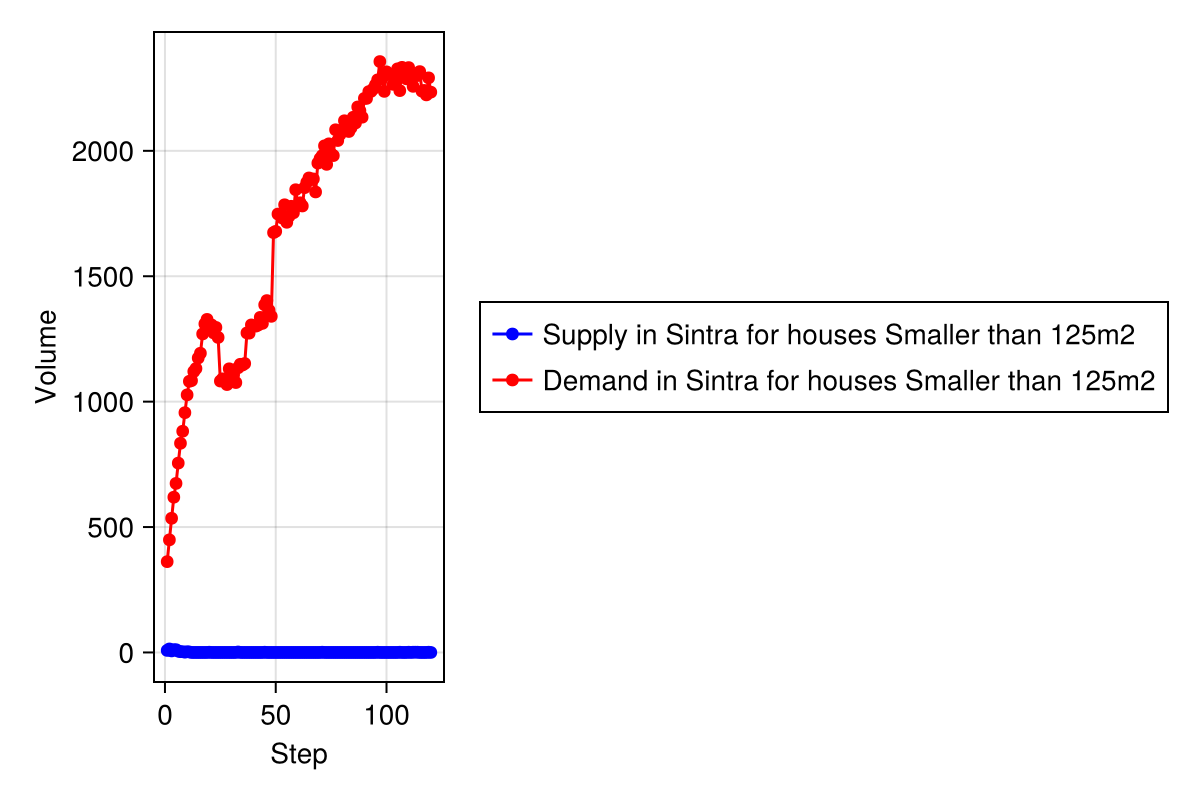 2000
1500
1000
500
0
Volume
0 50 100
Step
Supply in Sintra for houses Smaller than 125m2
Demand in Sintra for houses Smaller than 125m2